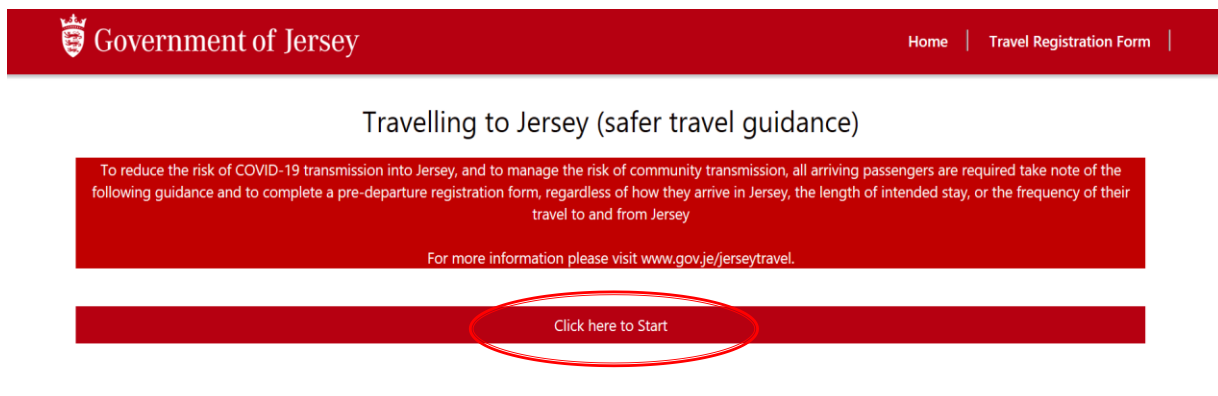 Government of Jersey
Home
Travel Registration Form
Travelling to Jersey (safer travel guidance)
To reduce the risk of COVID-19 transmission into Jersey, and to manage the risk of community transmission, all arriving passengers are required take note of the
following guidance and to complete a pre-departure registration form, regardless of how they arrive in Jersey, the length of intended stay, or the frequency of their
travel to and from Jersey
For more information please visit www.gov.je/jerseytravel.
Click here to Start